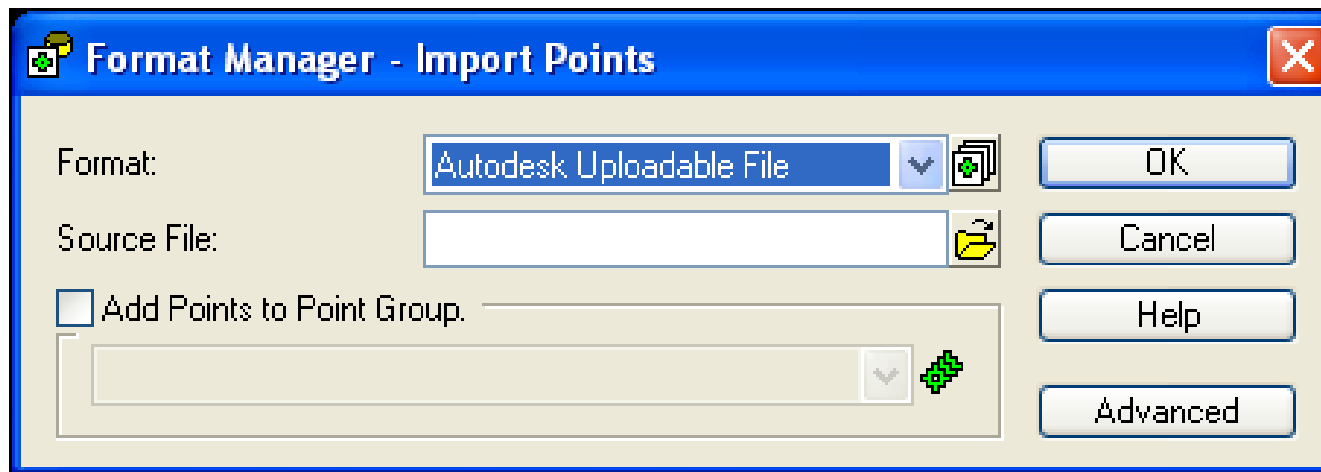 Format Manager - Import Points
Format:
Autodesk Uploadable File
OK
Source File:
Cancel
Add Points to Point Group.
Help
Advanced